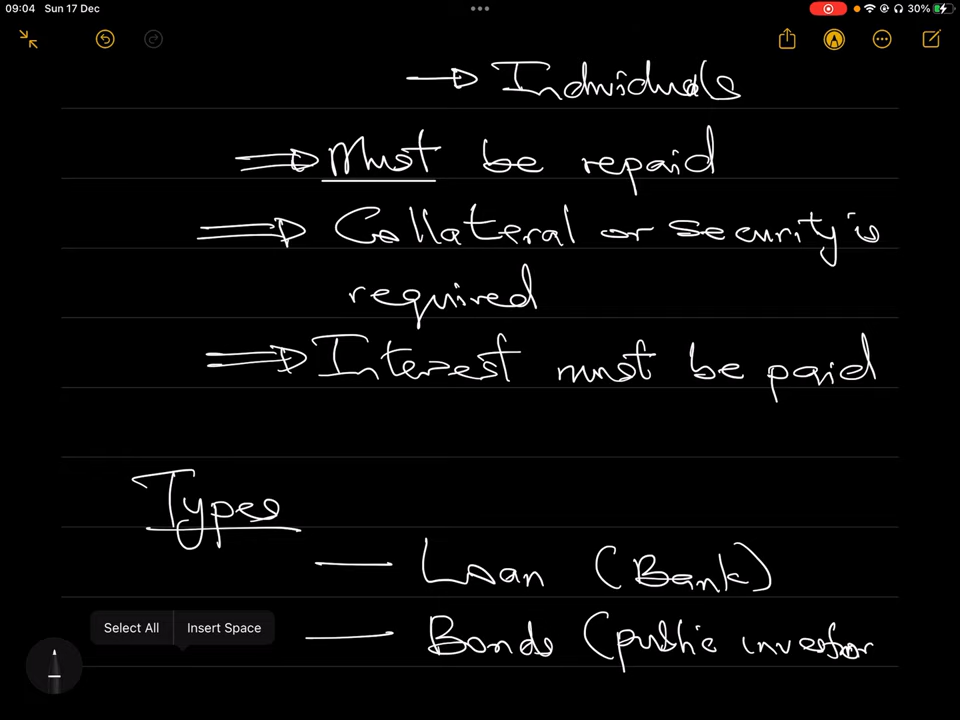 09:04 Sun 17 Dec 30%
→ Individuals
⇒ Must be repaid
⇒ Collateral or security is
required
⇒ Interest must be paid
Types
— Loan (Bank)
Select All Insert Space
— Bonds (public investor